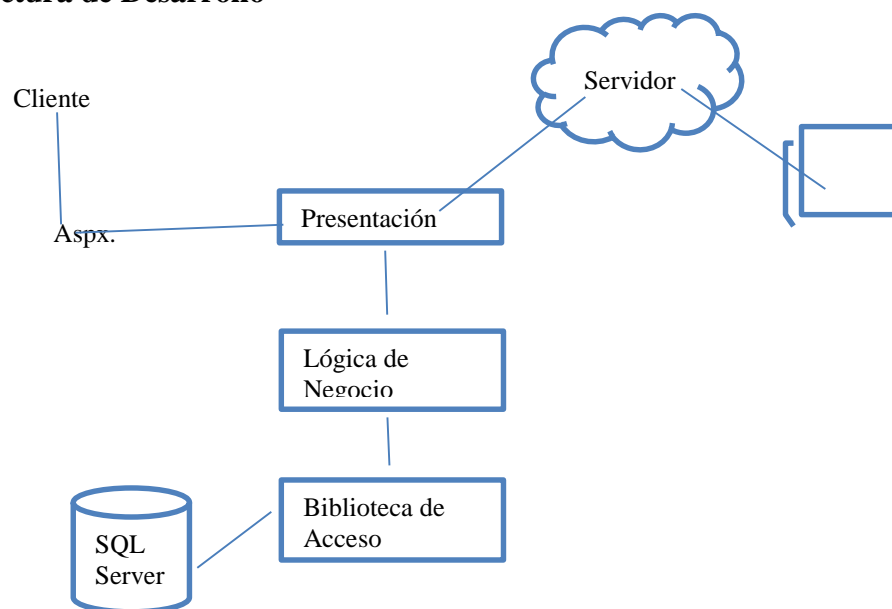 Servidor
Cliente
Presentación
Aspx.
Lógica de
Negocio
Biblioteca de
Acceso
SQL
Server